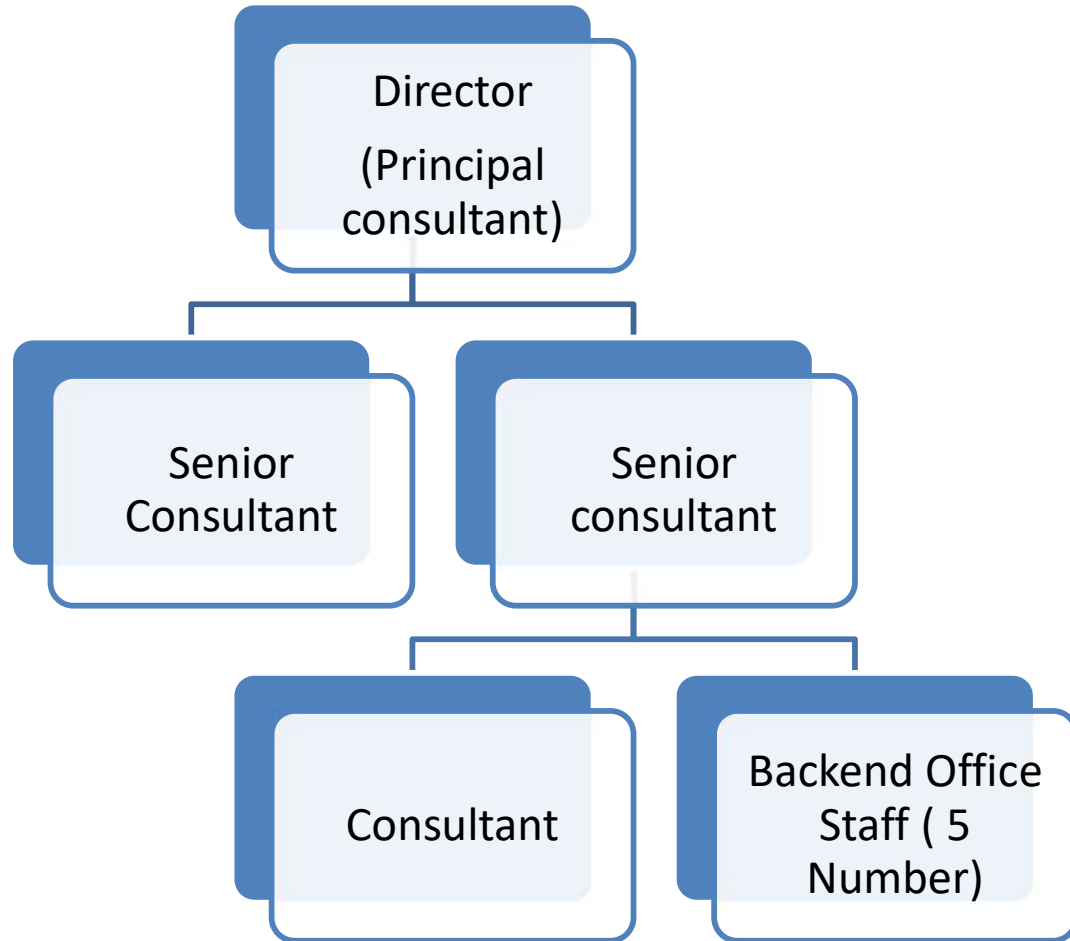 Director
(Principal
consultant)
Senior
Consultant
Senior
consultant
Consultant
Backend Office
Staff ( 5
Number)